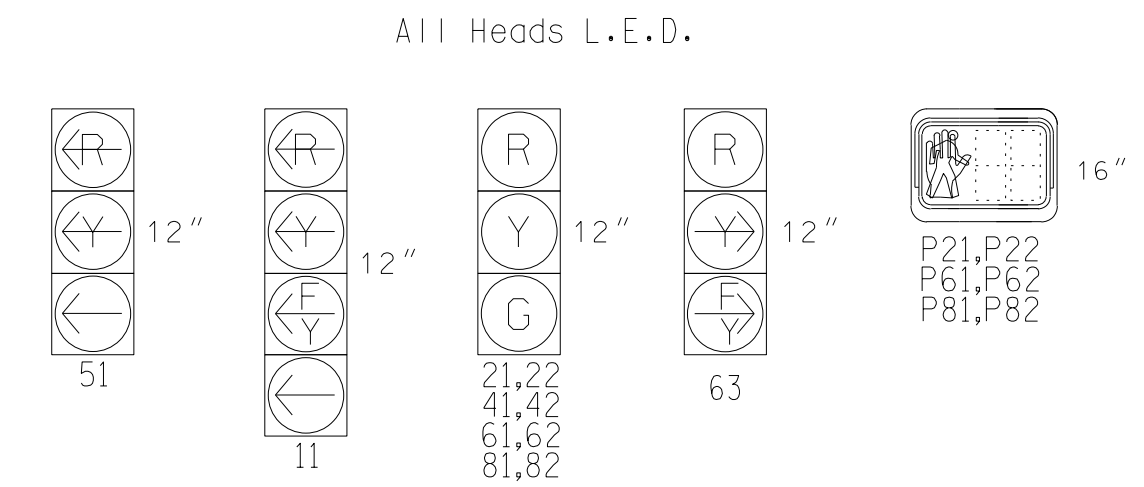 All Heads L.E.D.
R
Y
12"
51
R
Y
F
Y
12"
11
R
Y
G
12"
21,22
41,42
61,62
81,82
R
Y
F
Y
12"
63
16"
P21,P22
P61,P62
P81,P82